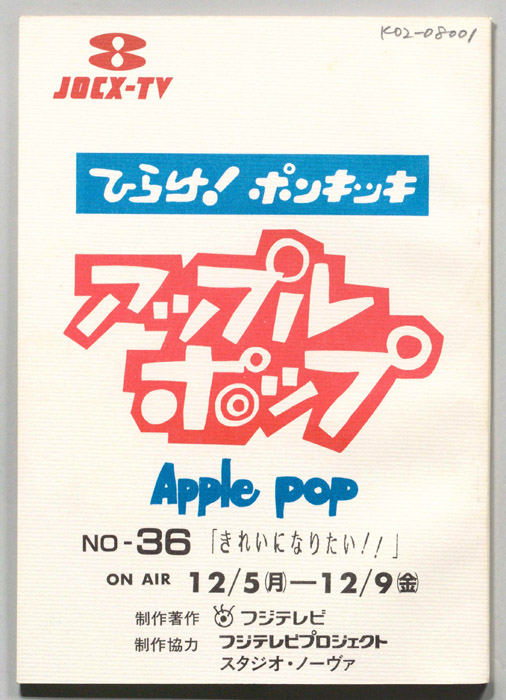 K02-08001
JOCX-TV
ひらけ!ポンキッキ
アップル
ポップ
Apple pop
NO-36「きれいになりたい!!」
ON AIR 12/5(月)—12/9(金)
制作著作 フジテレビ
制作協力 フジテレビプロジェクト
スタジオ・ノーヴァ